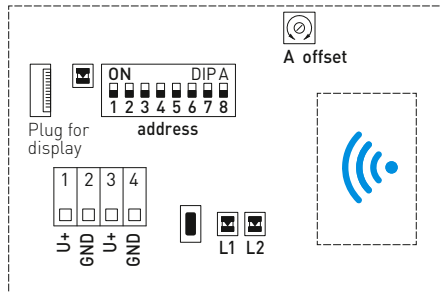 A offset
ON DIP A
1 2 3 4 5 6 7 8
address
Plug for
display
1 2 3 4
U+ GND U+ GND
L1 L2